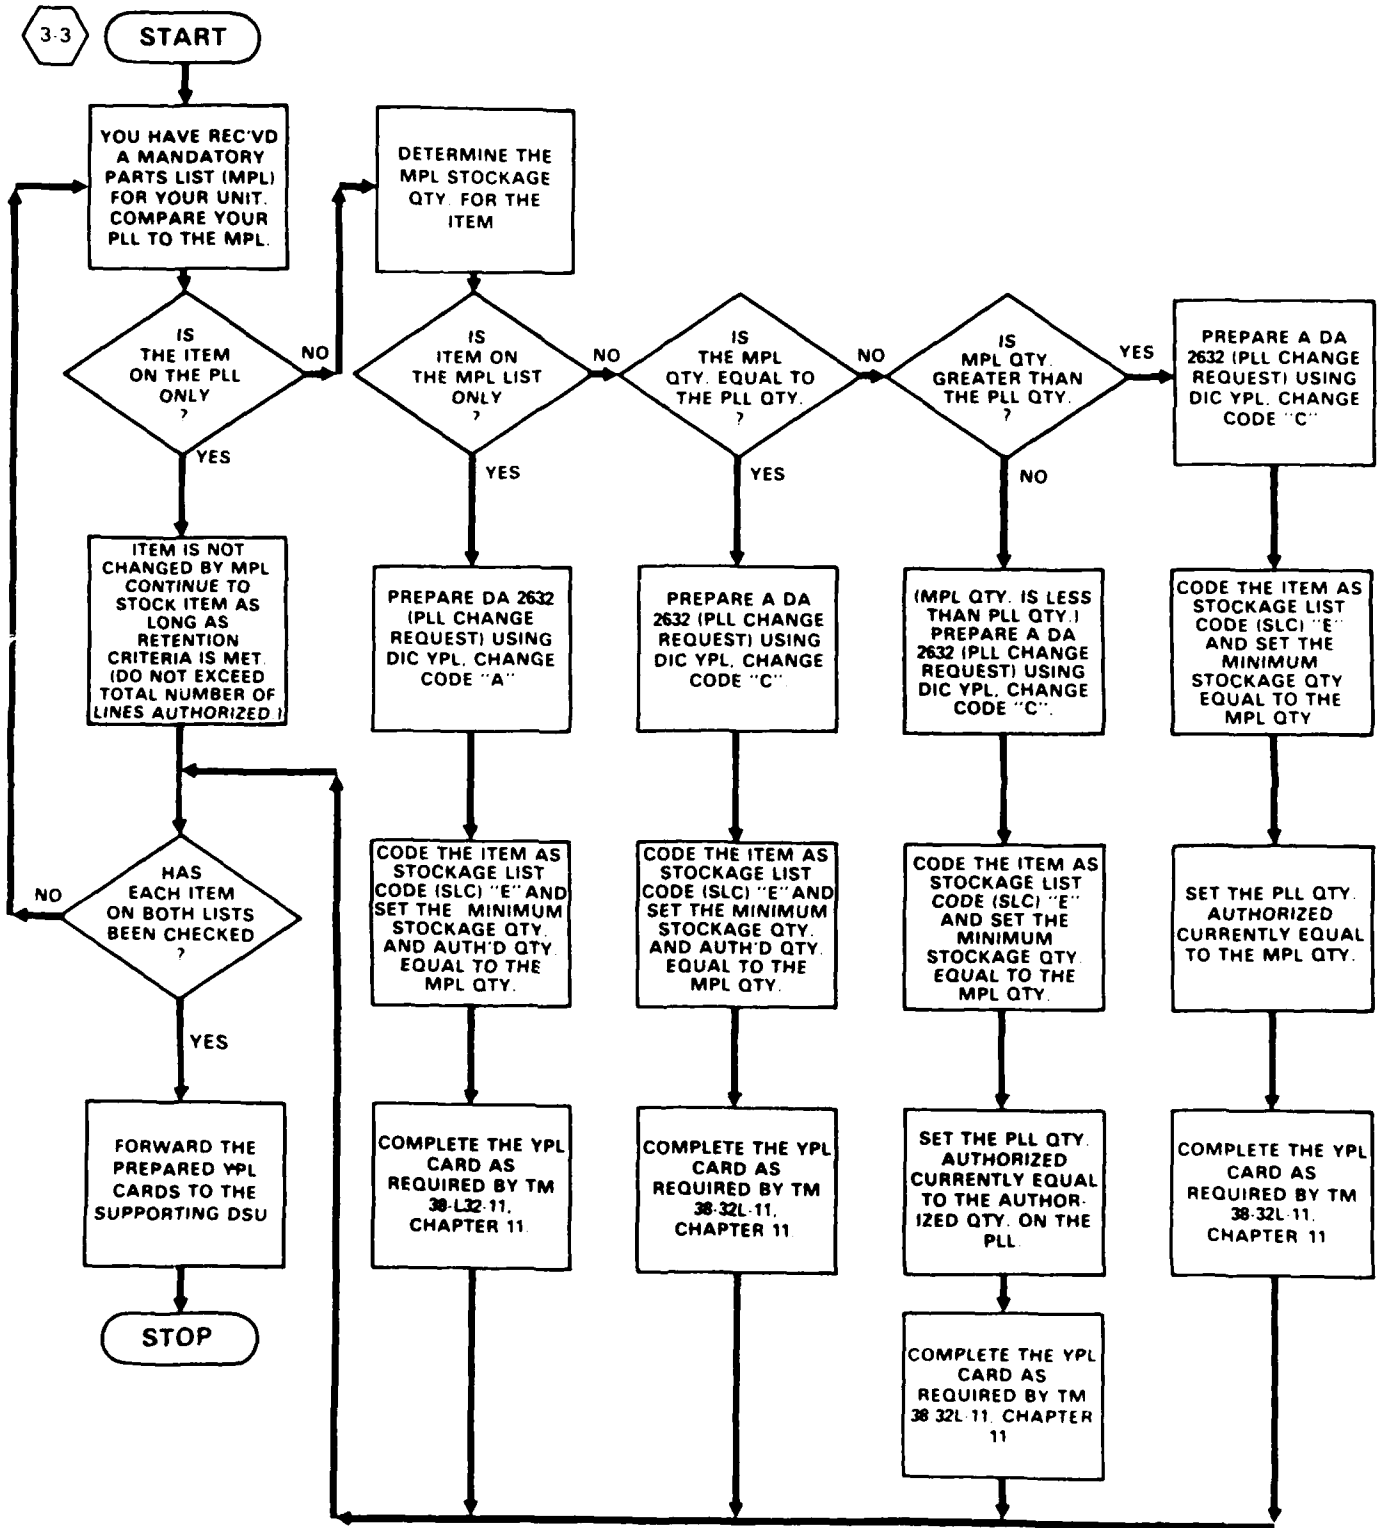 3-3
START
YOU HAVE REC'VD
A MANDATORY
PARTS LIST (MPL)
FOR YOUR UNIT.
COMPARE YOUR
PLL TO THE MPL.
IS
THE ITEM
ON THE PLL
ONLY
?
NO
YES
ITEM IS NOT
CHANGED BY MPL
CONTINUE TO
STOCK ITEM AS
LONG AS
RETENTION
CRITERIA IS MET.
(DO NOT EXCEED
TOTAL NUMBER OF
LINES AUTHORIZED.)
HAS
EACH ITEM
ON BOTH LISTS
BEEN CHECKED
?
NO
YES
FORWARD THE
PREPARED YPL
CARDS TO THE
SUPPORTING DSU
STOP
DETERMINE THE
MPL STOCKAGE
QTY. FOR THE
ITEM
IS
ITEM ON
THE MPL LIST
ONLY
?
NO
YES
PREPARE DA 2632
(PLL CHANGE
REQUEST) USING
DIC YPL, CHANGE
CODE "A"
CODE THE ITEM AS
STOCKAGE LIST
CODE (SLC) "E" AND
SET THE MINIMUM
STOCKAGE QTY.
AND AUTH'D QTY.
EQUAL TO THE
MPL QTY.
COMPLETE THE YPL
CARD AS
REQUIRED BY TM
38-L32-11,
CHAPTER 11.
IS
THE MPL
QTY. EQUAL TO
THE PLL QTY.
?
NO
YES
PREPARE A DA
2632 (PLL CHANGE
REQUEST) USING
DIC YPL, CHANGE
CODE "C".
CODE THE ITEM AS
STOCKAGE LIST
CODE (SLC) "E" AND
SET THE MINIMUM
STOCKAGE QTY.
AND AUTH'D QTY.
EQUAL TO THE
MPL QTY.
COMPLETE THE YPL
CARD AS
REQUIRED BY TM
38-32L-11,
CHAPTER 11.
IS
MPL QTY.
GREATER THAN
THE PLL QTY.
?
YES
NO
(MPL QTY. IS LESS
THAN PLL QTY.)
PREPARE A DA
2632 (PLL CHANGE
REQUEST) USING
DIC YPL, CHANGE
CODE "C".
CODE THE ITEM AS
STOCKAGE LIST
CODE (SLC) "E"
AND SET THE
MINIMUM
STOCKAGE QTY.
EQUAL TO THE
MPL QTY.
SET THE PLL QTY.
AUTHORIZED
CURRENTLY EQUAL
TO THE AUTHOR-
IZED QTY. ON THE
PLL.
COMPLETE THE YPL
CARD AS
REQUIRED BY TM
38-32L-11, CHAPTER
11
PREPARE A DA
2632 (PLL CHANGE
REQUEST) USING
DIC YPL, CHANGE
CODE "C"
CODE THE ITEM AS
STOCKAGE LIST
CODE (SLC) "E"
AND SET THE
MINIMUM
STOCKAGE QTY
EQUAL TO THE
MPL QTY
SET THE PLL QTY.
AUTHORIZED
CURRENTLY EQUAL
TO THE MPL QTY.
COMPLETE THE YPL
CARD AS
REQUIRED BY TM
38-32L-11,
CHAPTER 11